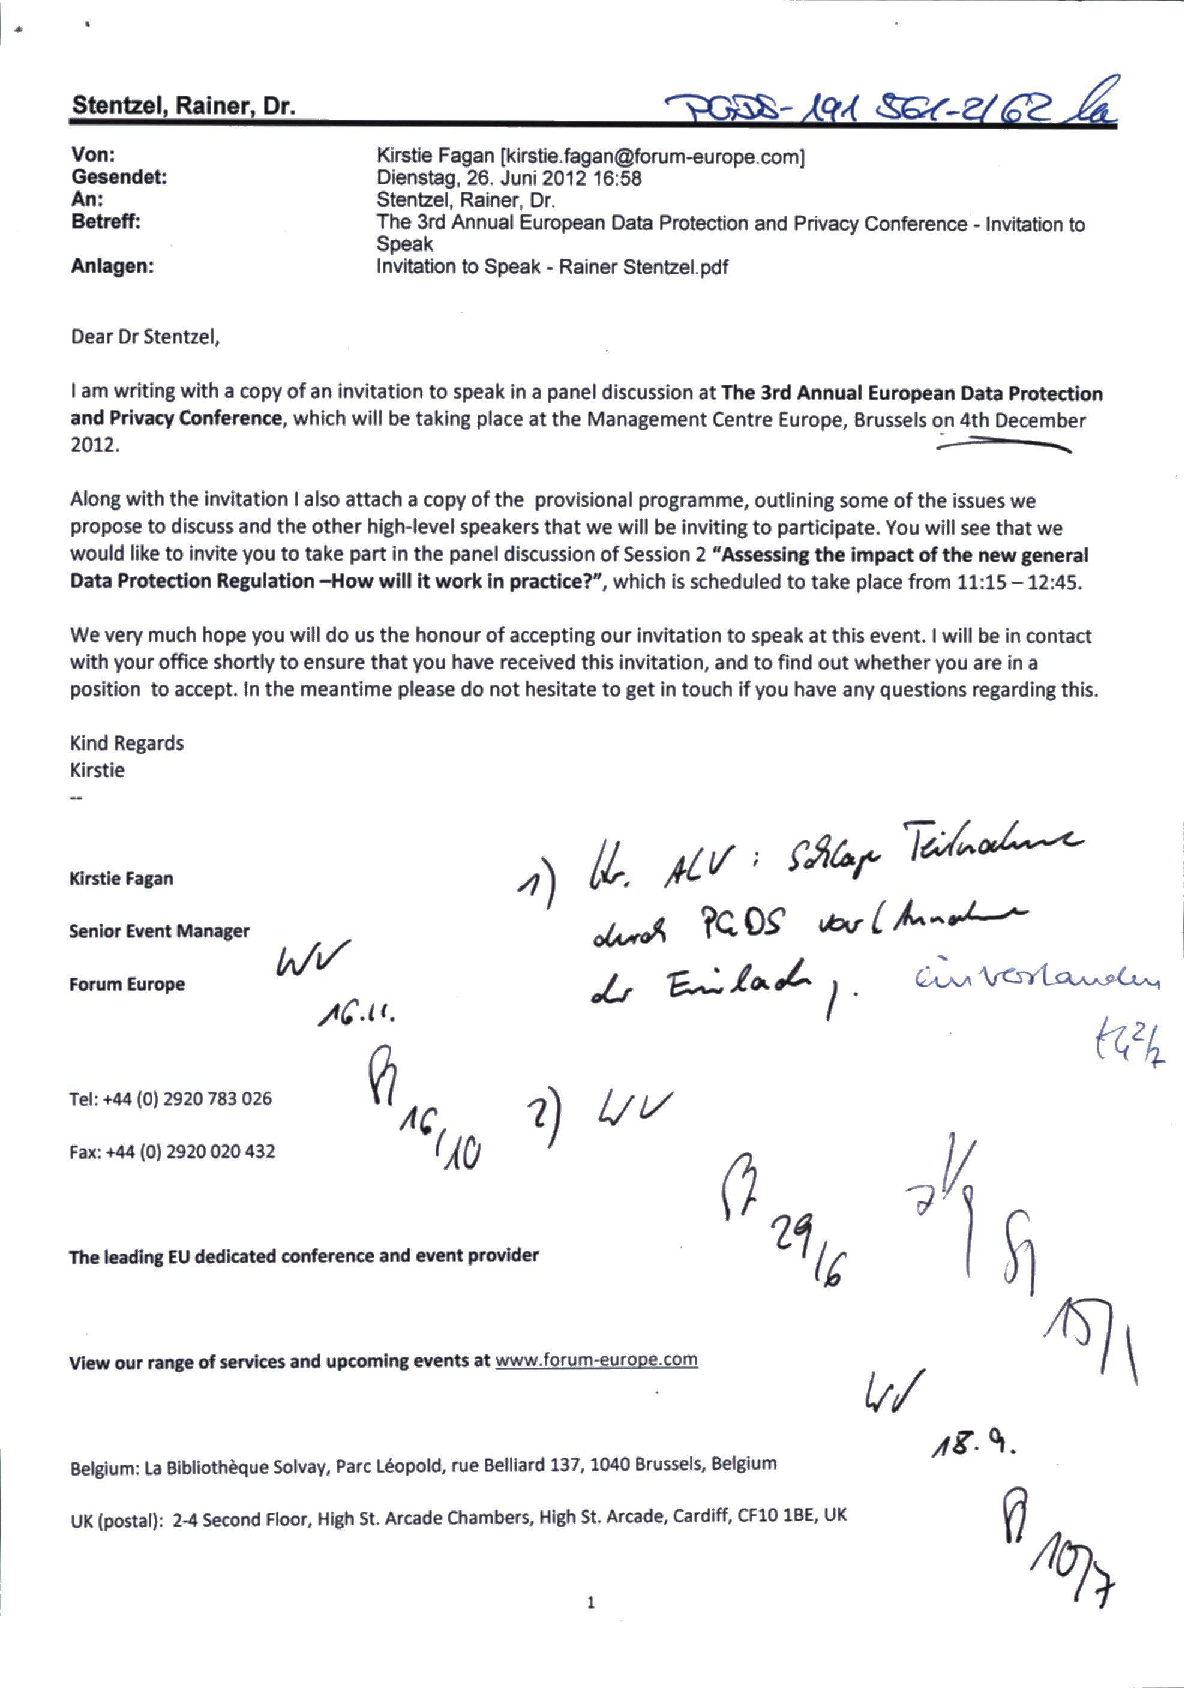 Stentzel, Rainer, Dr.
PGDS-191 561-2/62
Von: Kirstie Fagan [kirstie.fagan@forum-europe.com]
Gesendet: Dienstag, 26. Juni 2012 16:58
An: Stentzel, Rainer, Dr.
Betreff: The 3rd Annual European Data Protection and Privacy Conference - Invitation to
Speak
Anlagen: Invitation to Speak - Rainer Stentzel.pdf
Dear Dr Stentzel,
I am writing with a copy of an invitation to speak in a panel discussion at The 3rd Annual European Data Protection
and Privacy Conference, which will be taking place at the Management Centre Europe, Brussels on 4th December
2012.
Along with the invitation I also attach a copy of the provisional programme, outlining some of the issues we
propose to discuss and the other high-level speakers that we will be inviting to participate. You will see that we
would like to invite you to take part in the panel discussion of Session 2 “Assessing the impact of the new general
Data Protection Regulation –How will it work in practice?”, which is scheduled to take place from 11:15 – 12:45.
We very much hope you will do us the honour of accepting our invitation to speak at this event. I will be in contact
with your office shortly to ensure that you have received this invitation, and to find out whether you are in a
position to accept. In the meantime please do not hesitate to get in touch if you have any questions regarding this.
Kind Regards
Kirstie
--
1) Hr. ALV: Schlage Teilnahme
Kirstie Fagan
durch PGDS vor (Annahme
Senior Event Manager
WV
der Einladg.
einverstanden
Forum Europe
16.11.
Tel: +44 (0) 2920 783 026
2) WV
16/10
Fax: +44 (0) 2920 020 432
29/6
The leading EU dedicated conference and event provider
15/1
View our range of services and upcoming events at www.forum-europe.com
WV
18.9.
Belgium: La Bibliothèque Solvay, Parc Léopold, rue Belliard 137, 1040 Brussels, Belgium
UK (postal): 2-4 Second Floor, High St. Arcade Chambers, High St. Arcade, Cardiff, CF10 1BE, UK
10/7
1